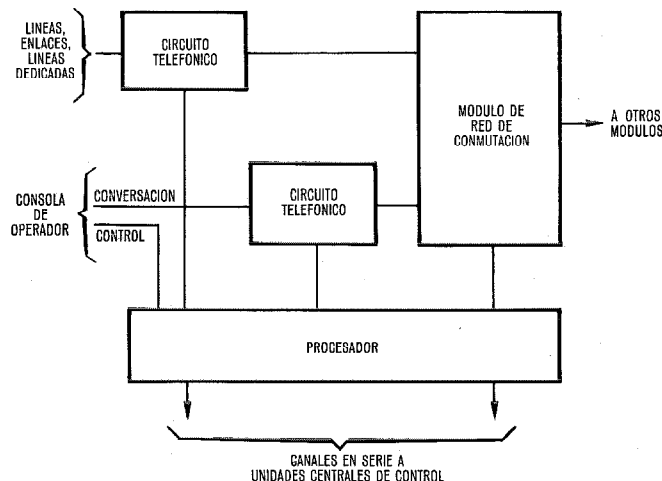 LINEAS,
ENLACES,
LINEAS
DEDICADAS
CIRCUITO
TELEFONICO
MODULO DE
RED DE
CONMUTACION
A OTROS
MODULOS
CONSOLA
DE
OPERADOR
CONVERSACION
CONTROL
CIRCUITO
TELEFONICO
PROCESADOR
CANALES EN SERIE A
UNIDADES CENTRALES DE CONTROL